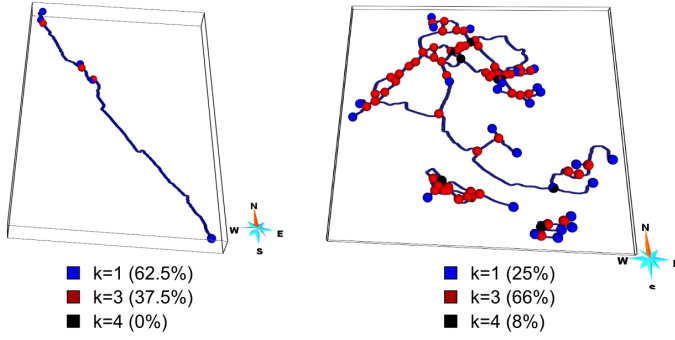 N
W E
S
N
W
S
k=1 (62.5%)
k=3 (37.5%)
k=4 (0%)
k=1 (25%)
k=3 (66%)
k=4 (8%)